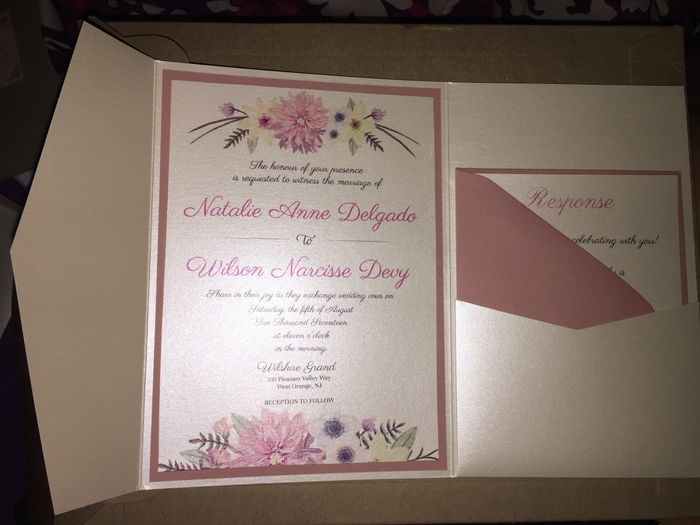 The honour of your presence
is requested to witness the marriage of
Natalie Anne Delgado
to
Wilson Narcisse Devy
Share in their joy as they exchange wedding vows on
Saturday, the fifth of August
Two Thousand Seventeen
at eleven o'clock
in the morning.
Wilshire Grand
350 Pleasant Valley Way
West Orange, NJ
RECEPTION TO FOLLOW
Response
celebrating with you!
is